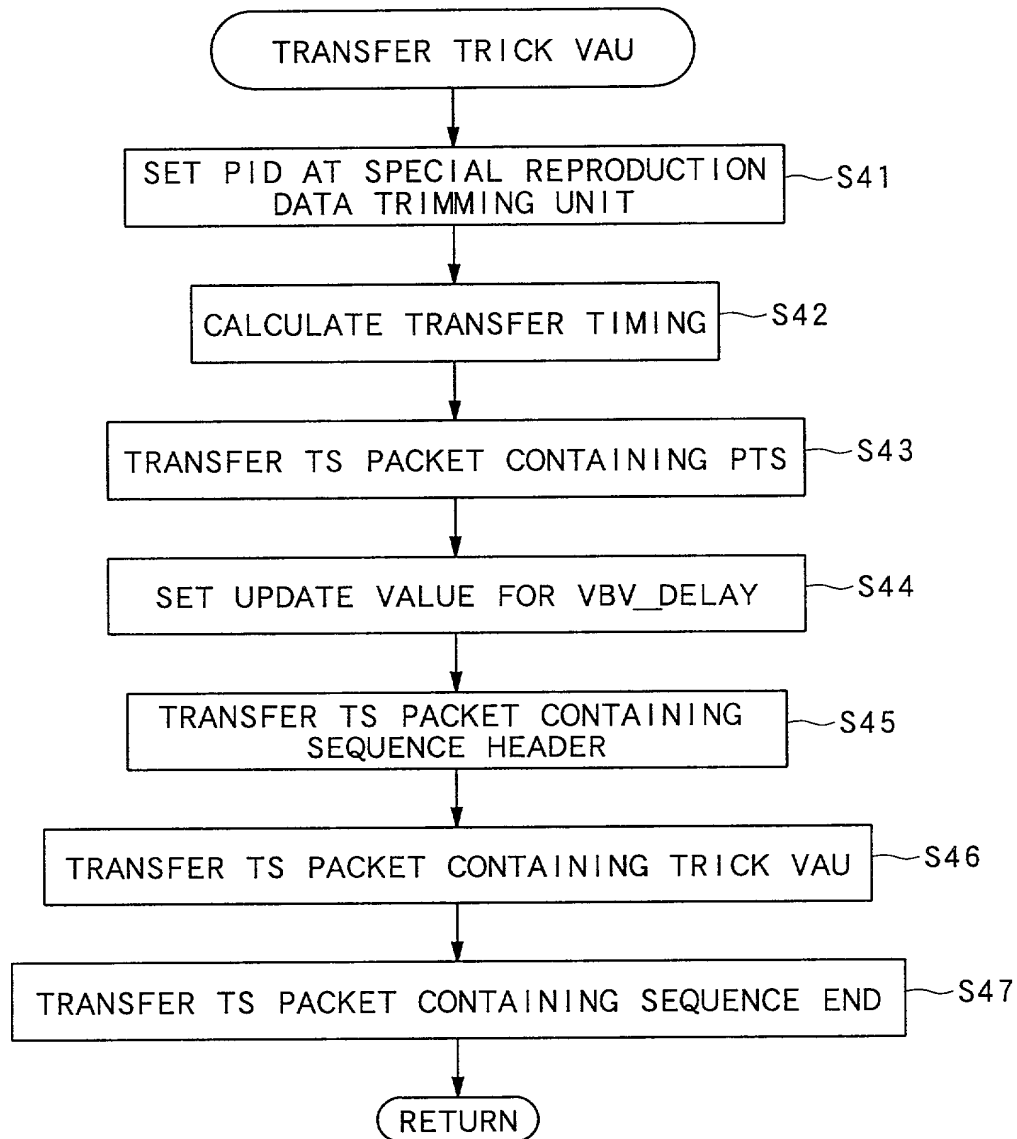 TRANSFER TRICK VAU
SET PID AT SPECIAL REPRODUCTION
DATA TRIMMING UNIT
S41
CALCULATE TRANSFER TIMING
S42
TRANSFER TS PACKET CONTAINING PTS
S43
SET UPDATE VALUE FOR VBV_DELAY
S44
TRANSFER TS PACKET CONTAINING
SEQUENCE HEADER
S45
TRANSFER TS PACKET CONTAINING TRICK VAU
S46
TRANSFER TS PACKET CONTAINING SEQUENCE END
S47
RETURN